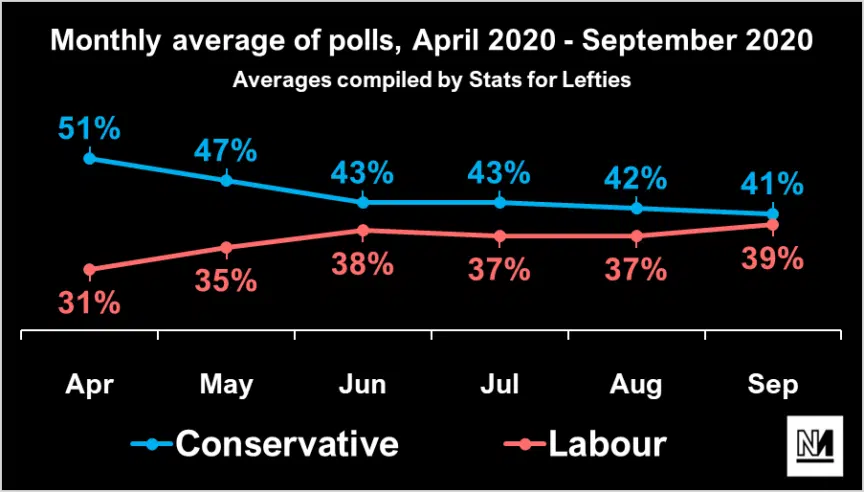 Monthly average of polls, April 2020 - September 2020
Averages compiled by Stats for Lefties
51%
47%
43%
43%
42%
41%
31%
35%
38%
37%
37%
39%
Apr May Jun Jul Aug Sep
Conservative Labour
NM